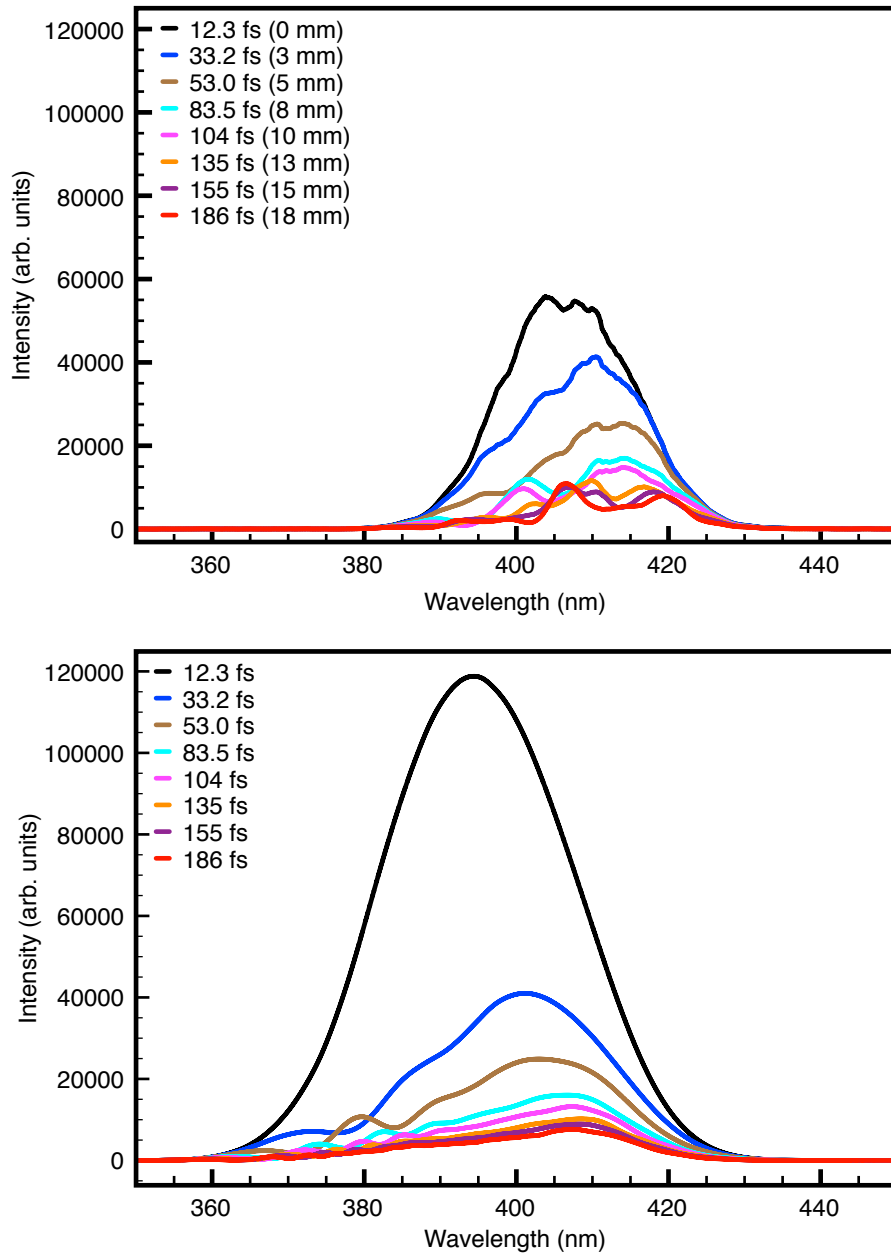 120000
100000
80000
60000
40000
20000
0
Intensity (arb. units)
12.3 fs (0 mm)
33.2 fs (3 mm)
53.0 fs (5 mm)
83.5 fs (8 mm)
104 fs (10 mm)
135 fs (13 mm)
155 fs (15 mm)
186 fs (18 mm)
360 380 400 420 440
Wavelength (nm)
120000
100000
80000
60000
40000
20000
0
Intensity (arb. units)
12.3 fs
33.2 fs
53.0 fs
83.5 fs
104 fs
135 fs
155 fs
186 fs
360 380 400 420 440
Wavelength (nm)